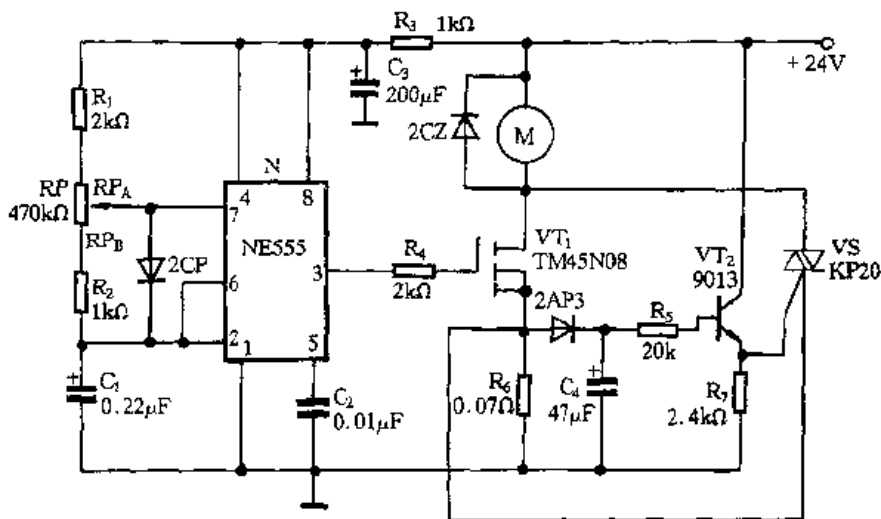 R3 1kΩ
+24V
C3
200μF
+
R1
2kΩ
2CZ
M
N
RP
470kΩ
RPA
RPB
4
8
7
NE555
6
3
2
1
5
2CP
R2
1kΩ
R4
2kΩ
VT1
TM45N08
2AP3
R5
20k
VT2
9013
VS
KP20
+
C1
0.22μF
C2
0.01μF
R6
0.07Ω
+
C4
47μF
R7
2.4kΩ